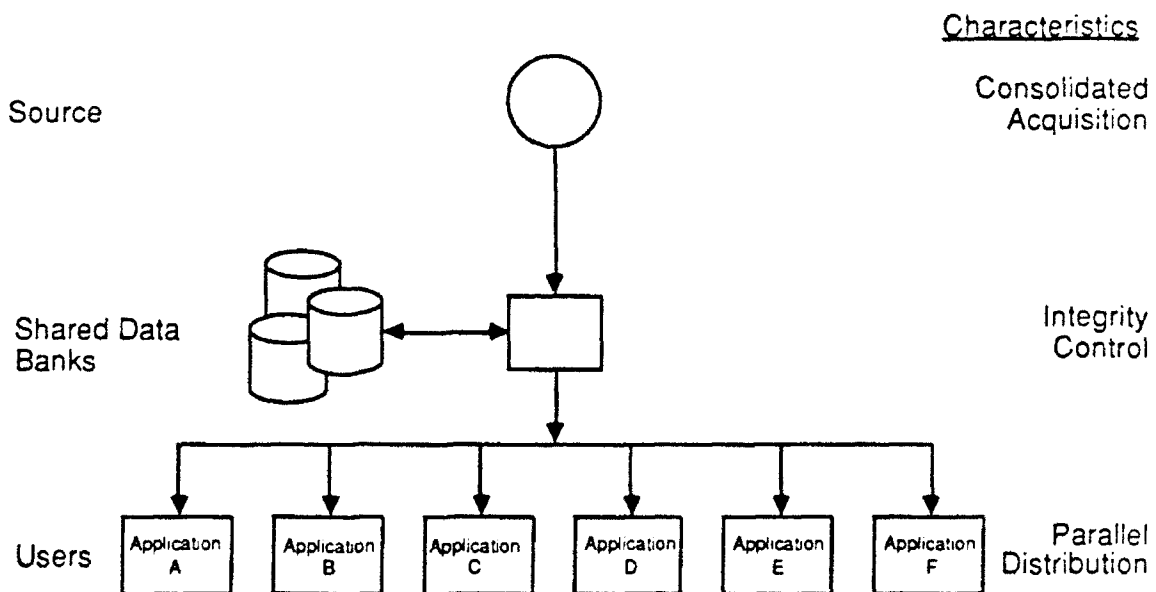 Characteristics
Source
Consolidated
Acquisition
Shared Data
Banks
Integrity
Control
Users
Application
A
Application
B
Application
C
Application
D
Application
E
Application
F
Parallel
Distribution